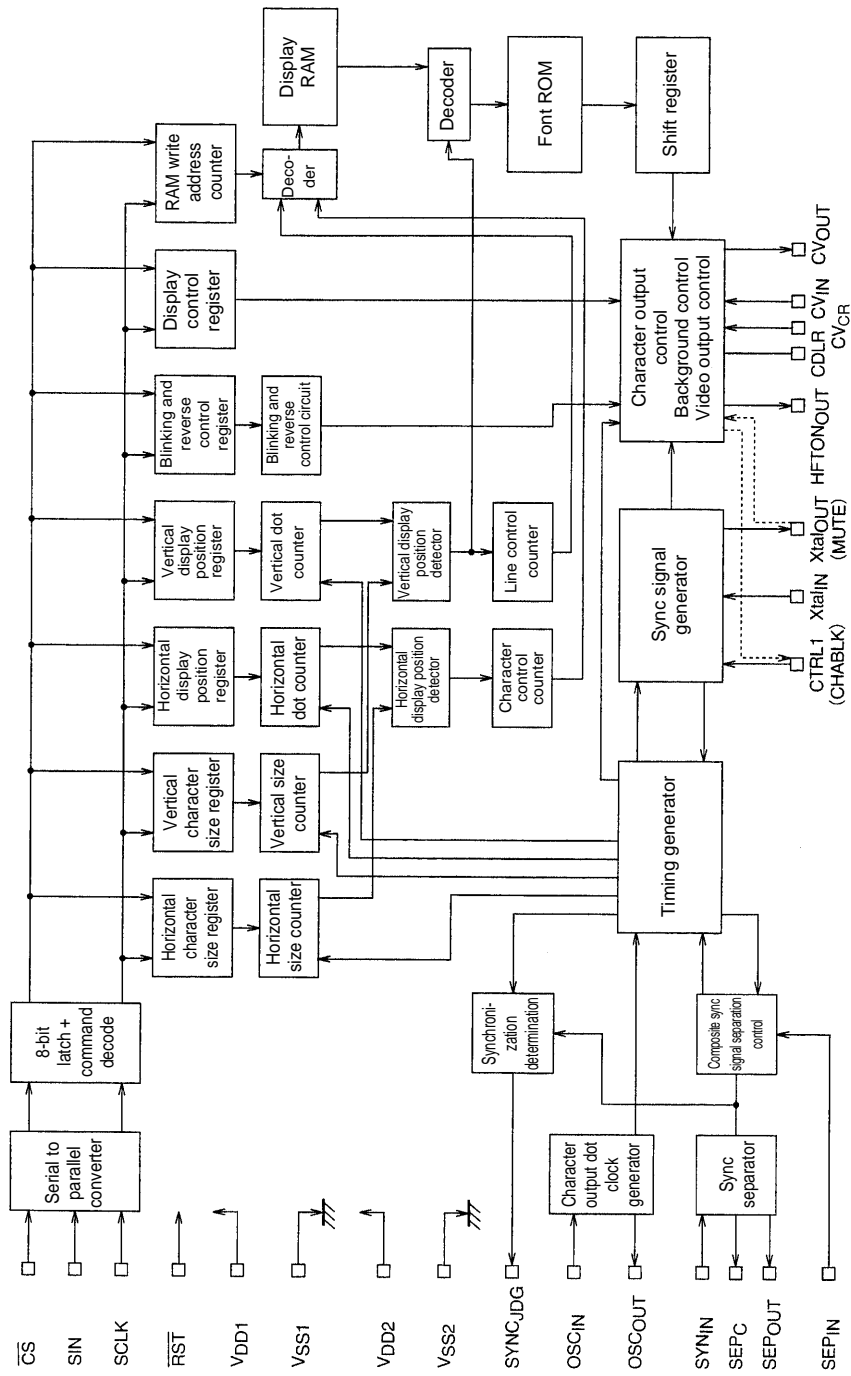 CS
SIN
SCLK
RST
VDD1
VSS1
VDD2
VSS2
SYNCJDG
OSCIN
OSCOUT
SYNIN
SEPC
SEPOUT
SEPIN
Serial to
parallel
converter
8-bit
latch +
command
decode
Horizontal
character
size register
Vertical
character
size register
Horizontal
display
position
register
Vertical
display
position
register
Blinking and
reverse
control
register
Display
control
register
RAM write
address
counter
Horizontal
size counter
Vertical size
counter
Horizontal
dot counter
Vertical dot
counter
Blinking and
reverse
control circuit
Deco-
der
Display
RAM
Horizontal
display position
detector
Vertical display
position
detector
Decoder
Character
control
counter
Line control
counter
Font ROM
Synchroni-
zation
determination
Character
output dot
clock
generator
Sync
separator
Composite sync
signal separation
control
Timing generator
Sync signal
generator
Character output
control
Background control
Video output control
Shift register
CTRL1
(CHABLK)
XtalIN
XtalOUT
(MUTE)
HFTONOUT
CDLR
CVCR
CVIN
CVOUT